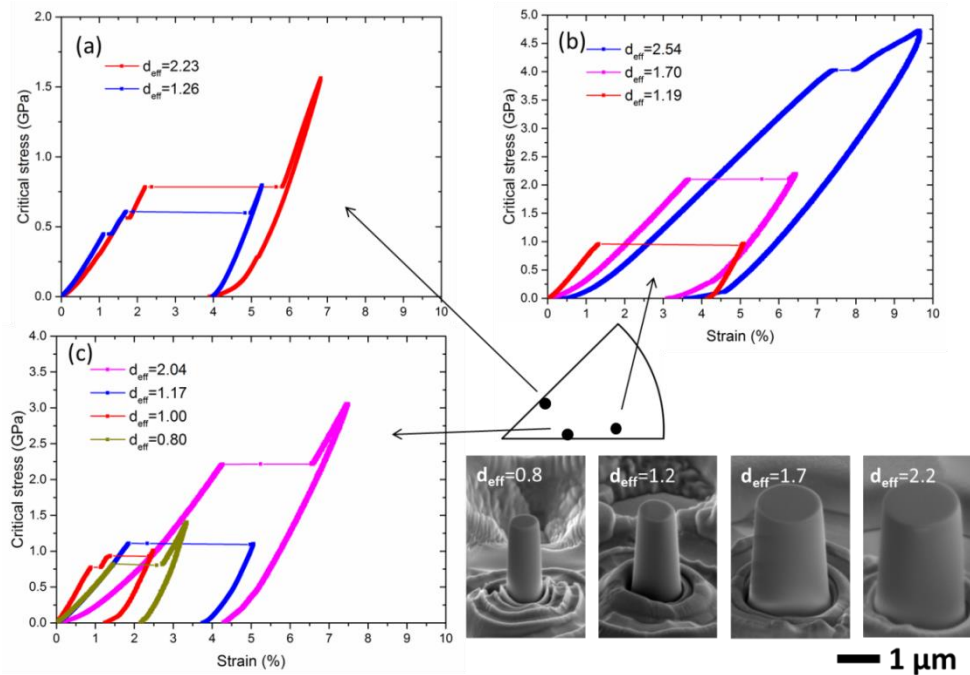 (a)
d_eff=2.23
d_eff=1.26
Critical stress (GPa)
2.0
1.5
1.0
0.5
0.0
0 1 2 3 4 5 6 7 8 9 10
(b)
d_eff=2.54
d_eff=1.70
d_eff=1.19
Critical stress (GPa)
5.0
4.5
4.0
3.5
3.0
2.5
2.0
1.5
1.0
0.5
0.0
0 1 2 3 4 5 6 7 8 9 10
Strain (%)
(c)
d_eff=2.04
d_eff=1.17
d_eff=1.00
d_eff=0.80
Critical stress (GPa)
4.0
3.5
3.0
2.5
2.0
1.5
1.0
0.5
0.0
0 1 2 3 4 5 6 7 8 9 10
Strain (%)
d_eff=0.8
d_eff=1.2
d_eff=1.7
d_eff=2.2
1 μm